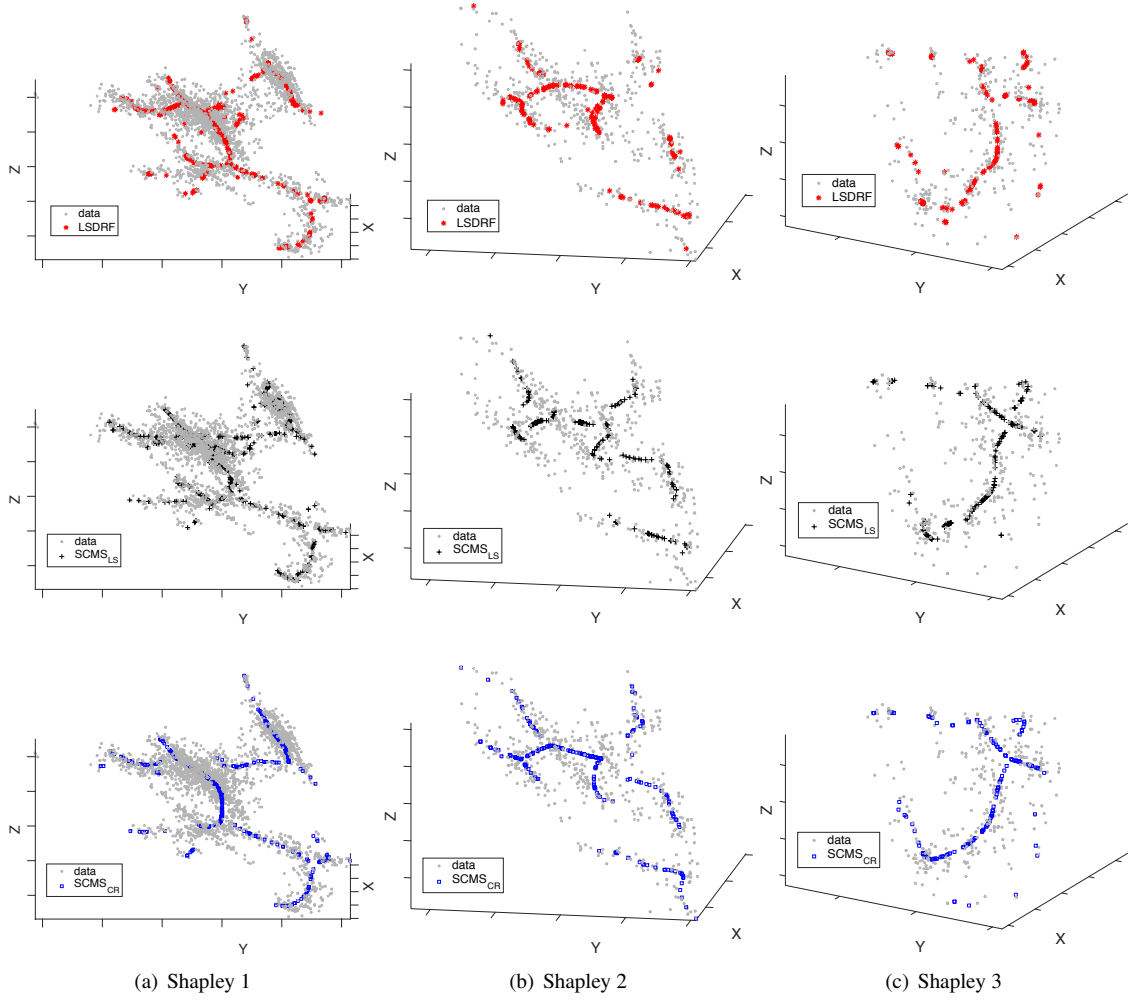 Z
data
LSDRF
X
Y
Z
data
LSDRF
X
Y
Z
data
LSDRF
X
Y
Z
data
SCMS_LS
X
Y
Z
data
SCMS_LS
X
Y
Z
data
SCMS_LS
X
Y
Z
data
SCMS_CR
X
Y
Z
data
SCMS_CR
X
Y
Z
data
SCMS_CR
X
Y
(a) Shapley 1
(b) Shapley 2
(c) Shapley 3